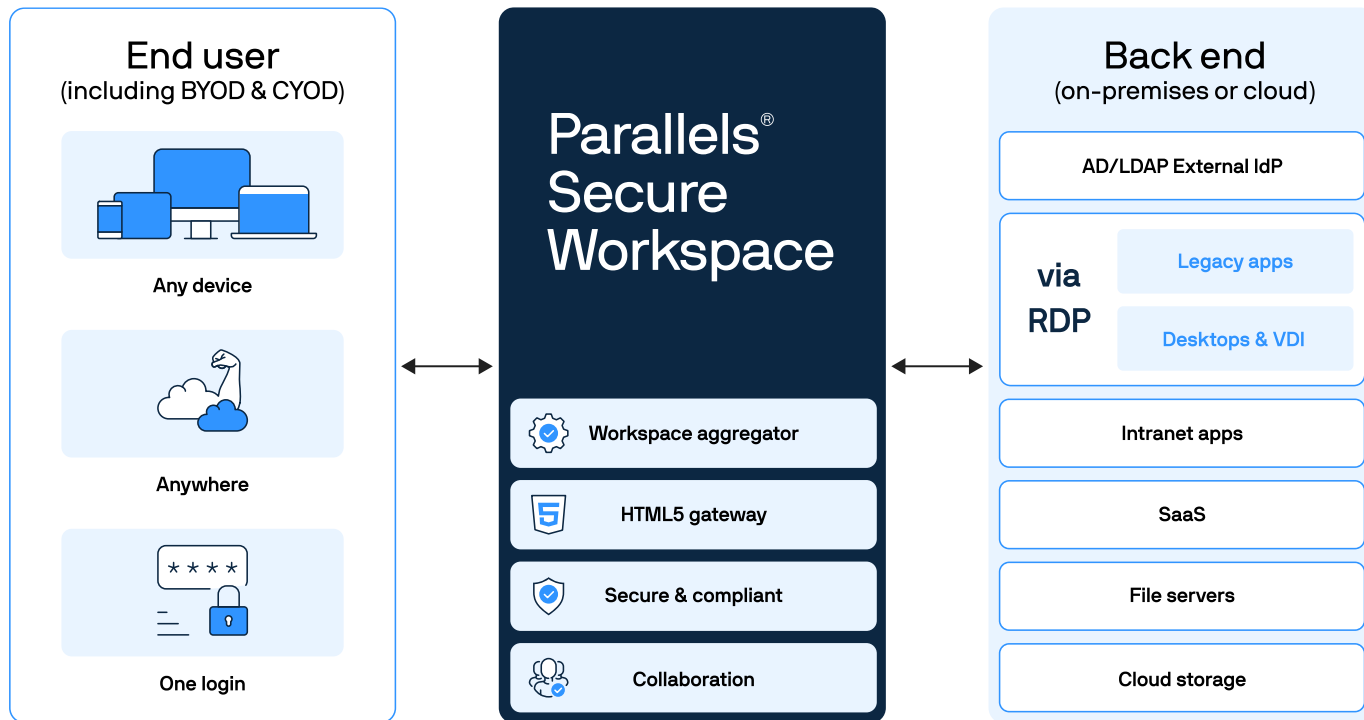 End user
(including BYOD & CYOD)
Any device
Anywhere
* * * *
One login
Parallels®
Secure
Workspace
Workspace aggregator
5
HTML5 gateway
Secure & compliant
Collaboration
Back end
(on-premises or cloud)
AD/LDAP External IdP
via
RDP
Legacy apps
Desktops & VDI
Intranet apps
SaaS
File servers
Cloud storage